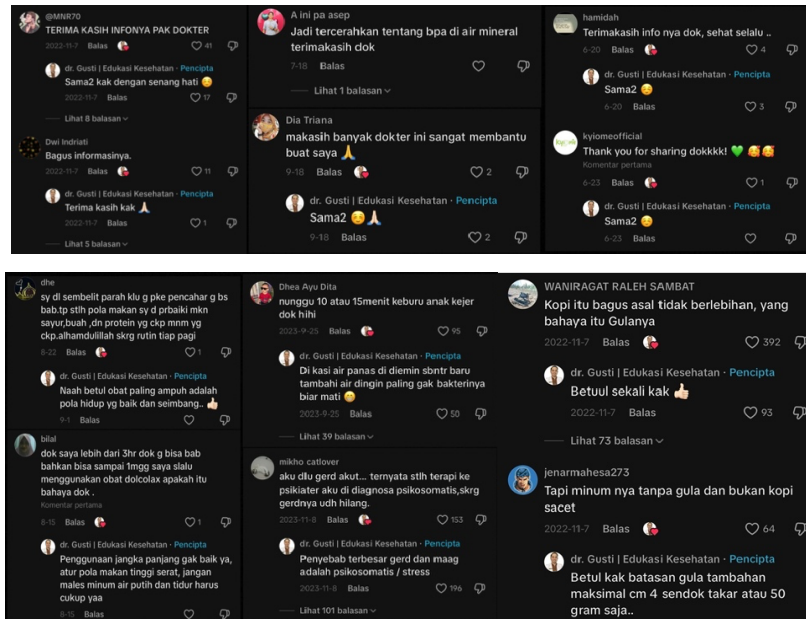 @MNR70
TERIMA KASIH INFONYA PAK DOKTER
2022-11-7 Balas 41
dr. Gusti | Edukasi Kesehatan · Pencipta
Sama2 kak dengan senang hati
2022-11-7 Balas 17
Lihat 8 balasan
Dwi Indriati
Bagus informasinya.
2022-11-7 Balas 11
dr. Gusti | Edukasi Kesehatan · Pencipta
Terima kasih kak
2022-11-7 Balas 1
Lihat 5 balasan
A ini pa asep
Jadi tercerahkan tentang bpa di air mineral
terimakasih dok
7-18 Balas
Lihat 1 balasan
Dia Triana
makasih banyak dokter ini sangat membantu
buat saya
9-18 Balas 2
dr. Gusti | Edukasi Kesehatan · Pencipta
Sama2
9-18 Balas 2
hamidah
Terimakasih info nya dok, sehat selalu ..
6-20 Balas 4
dr. Gusti | Edukasi Kesehatan · Pencipta
Sama2
6-20 Balas 3
kyiomeofficial
Thank you for sharing dokkkk!
Komentar pertama
6-23 Balas 1
dr. Gusti | Edukasi Kesehatan · Pencipta
Sama2
6-23 Balas
dhe
sy dl sembelit parah klu g pke pencahar g bs
bab.tp stlh pola makan sy d prbaiki mkn
sayur,buah ,dn protein yg ckp mnm yg
ckp.alhamdulillah skrg rutin tiap pagi
8-22 Balas 1
dr. Gusti | Edukasi Kesehatan · Pencipta
Naah betul obat paling ampuh adalah
pola hidup yg baik dan seimbang..
9-1 Balas
bilal
dok saya lebih dari 3hr dok g bisa bab
bahkan bisa sampai 1mgg saya slalu
menggunakan obat dolcolax apakah itu
bahaya dok .
Komentar pertama
8-15 Balas 1
dr. Gusti | Edukasi Kesehatan · Pencipta
Penggunaan jangka panjang gak baik ya,
atur pola makan tinggi serat, jangan
males minum air putih dan tidur harus
cukup yaa
8-15 Balas
Dhea Ayu Dita
nunggu 10 atau 15menit keburu anak kejer
dok hihi
2023-9-25 Balas 95
dr. Gusti | Edukasi Kesehatan · Pencipta
Di kasi air panas di diemin sbntr baru
tambahi air dingin paling gak bakterinya
biar mati
2023-9-25 Balas 50
Lihat 39 balasan
mikho catlover
aku dlu gerd akut... ternyata stlh terapi ke
psikiater aku di diagnosa psikosomatis,skrg
gerdnya udh hilang.
2023-11-8 Balas 153
dr. Gusti | Edukasi Kesehatan · Pencipta
Penyebab terbesar gerd dan maag
adalah psikosomatis / stress
2023-11-8 Balas 196
Lihat 101 balasan
WANIRAGAT RALEH SAMBAT
Kopi itu bagus asal tidak berlebihan, yang
bahaya itu Gulanya
2022-11-7 Balas 392
dr. Gusti | Edukasi Kesehatan · Pencipta
Betuul sekali kak
2022-11-7 Balas 93
Lihat 73 balasan
jenarmahesa273
Tapi minum nya tanpa gula dan bukan kopi
sacet
2022-11-7 Balas 64
dr. Gusti | Edukasi Kesehatan · Pencipta
Betul kak batasan gula tambahan
maksimal cm 4 sendok takar atau 50
gram saja..